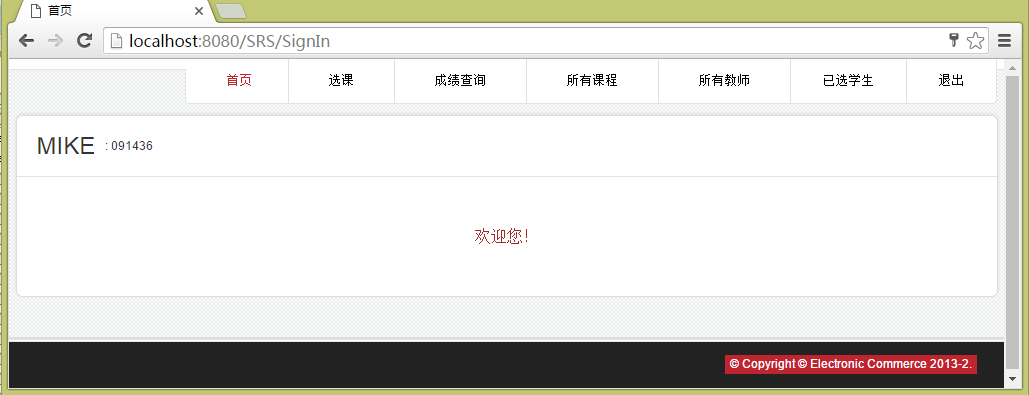 首页
localhost:8080/SRS/SignIn
首页 选课 成绩查询 所有课程 所有教师 已选学生 退出
MIKE : 091436
欢迎您!
© Copyright © Electronic Commerce 2013-2.